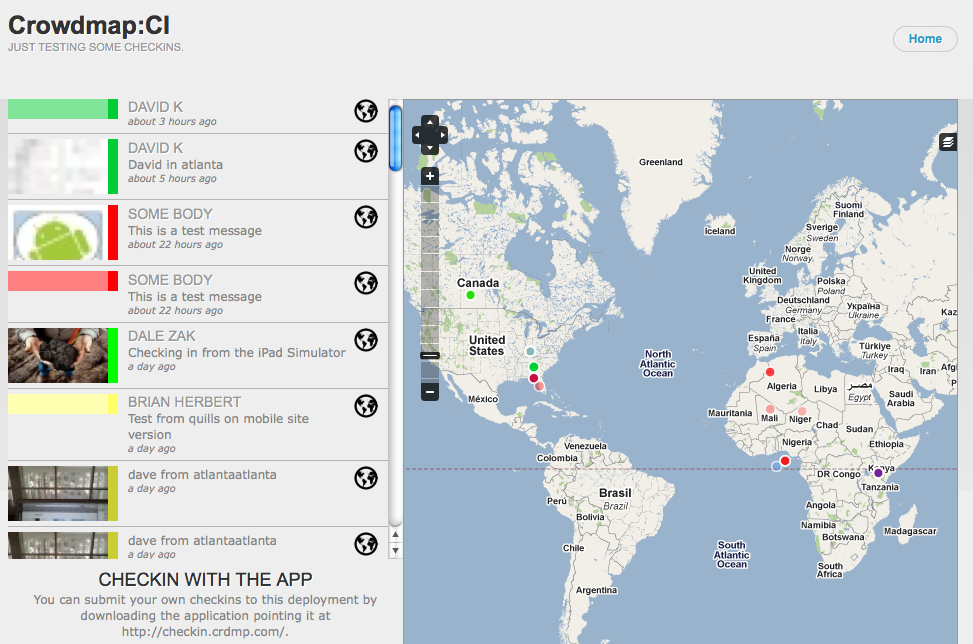 Crowdmap:CI
JUST TESTING SOME CHECKINS.
Home
DAVID K
about 3 hours ago
DAVID K
David in atlanta
about 5 hours ago
SOME BODY
This is a test message
about 22 hours ago
SOME BODY
This is a test message
about 22 hours ago
DALE ZAK
Checking in from the iPad Simulator
a day ago
BRIAN HERBERT
Test from quills on mobile site
version
a day ago
dave from atlantaatlanta
a day ago
dave from atlantaatlanta
a day ago
CHECKIN WITH THE APP
You can submit your own checkins to this deployment by
downloading the application pointing it at
http://checkin.crdmp.com/.
Greenland
Iceland
Suomi
Finland
Sverige
Sweden
Norge
Norway
United
Kingdom
Polska
Poland
Deutschland
Germany
Україна
Ukraine
France
Kaz
Italia
Italy
España
Spain
Türkiye
Turkey
Iraq
Iran
Afg
P
Canada
United
States
North
Atlantic
Ocean
México
Algeria
Libya
مصر
Egypt
Saudi
Arabia
Mauritania
Mali
Niger
Chad
Sudan
Nigeria
Ethiopia
Venezuela
Colombia
DR Congo
Kenya
Tanzania
Perú
Brasil
Brazil
Bolivia
Angola
Namibia
Botswana
Madagascar
Chile
South
Atlantic
Ocean
South
Africa
Argentina